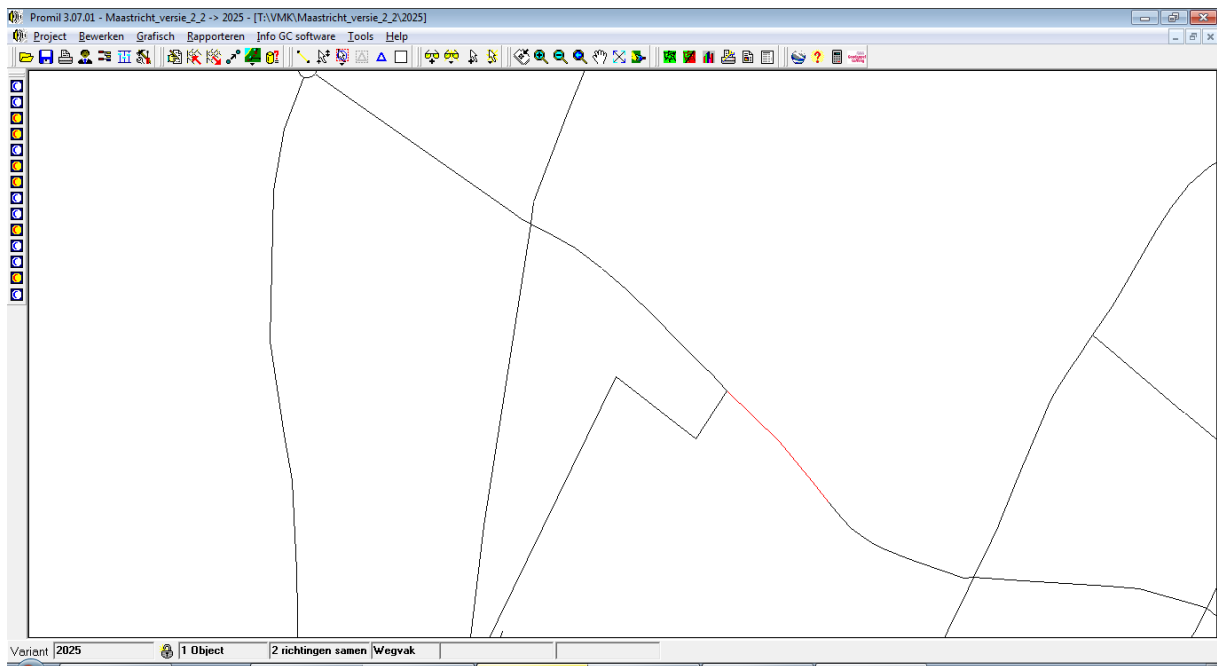 Promil 3.07.01 - Maastricht_versie_2_2 -> 2025 - [T:\VMK\Maastricht_versie_2_2\2025]
Project Bewerken Grafisch Rapporteren Info GC software Tools Help
Variant 2025 1 Object 2 richtingen samen Wegvak